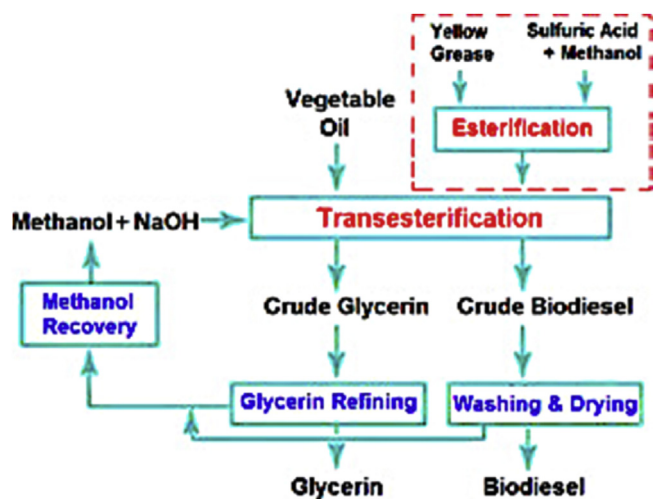 Yellow
Grease
Sulfuric Acid
+ Methanol
Vegetable
Oil
Esterification
Methanol + NaOH
Transesterification
Methanol
Recovery
Crude Glycerin
Crude Biodiesel
Glycerin Refining
Washing & Drying
Glycerin
Biodiesel